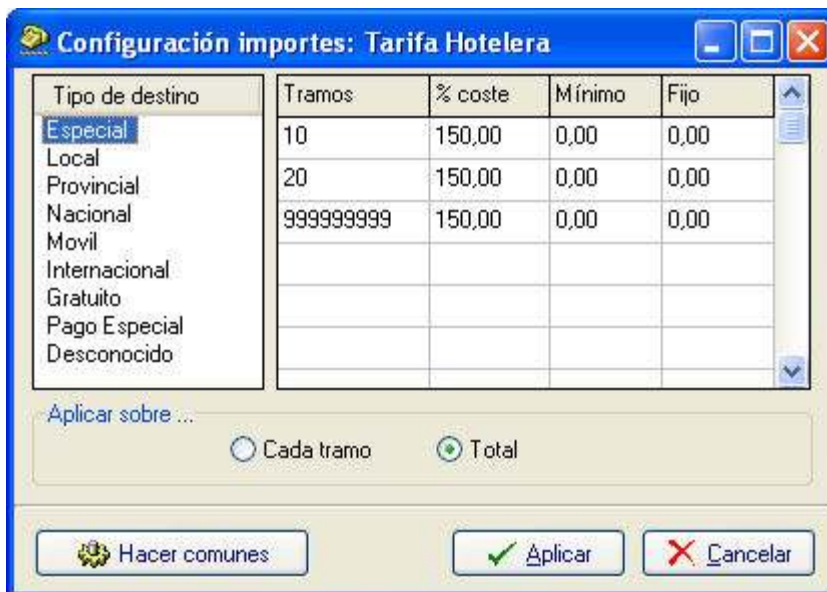 Configuración importes: Tarifa Hotelera
Tipo de destino
Especial
Local
Provincial
Nacional
Movil
Internacional
Gratuito
Pago Especial
Desconocido
Tramos % coste Mínimo Fijo
10 150,00 0,00 0,00
20 150,00 0,00 0,00
999999999 150,00 0,00 0,00
Aplicar sobre ...
Cada tramo Total
Hacer comunes Aplicar Cancelar